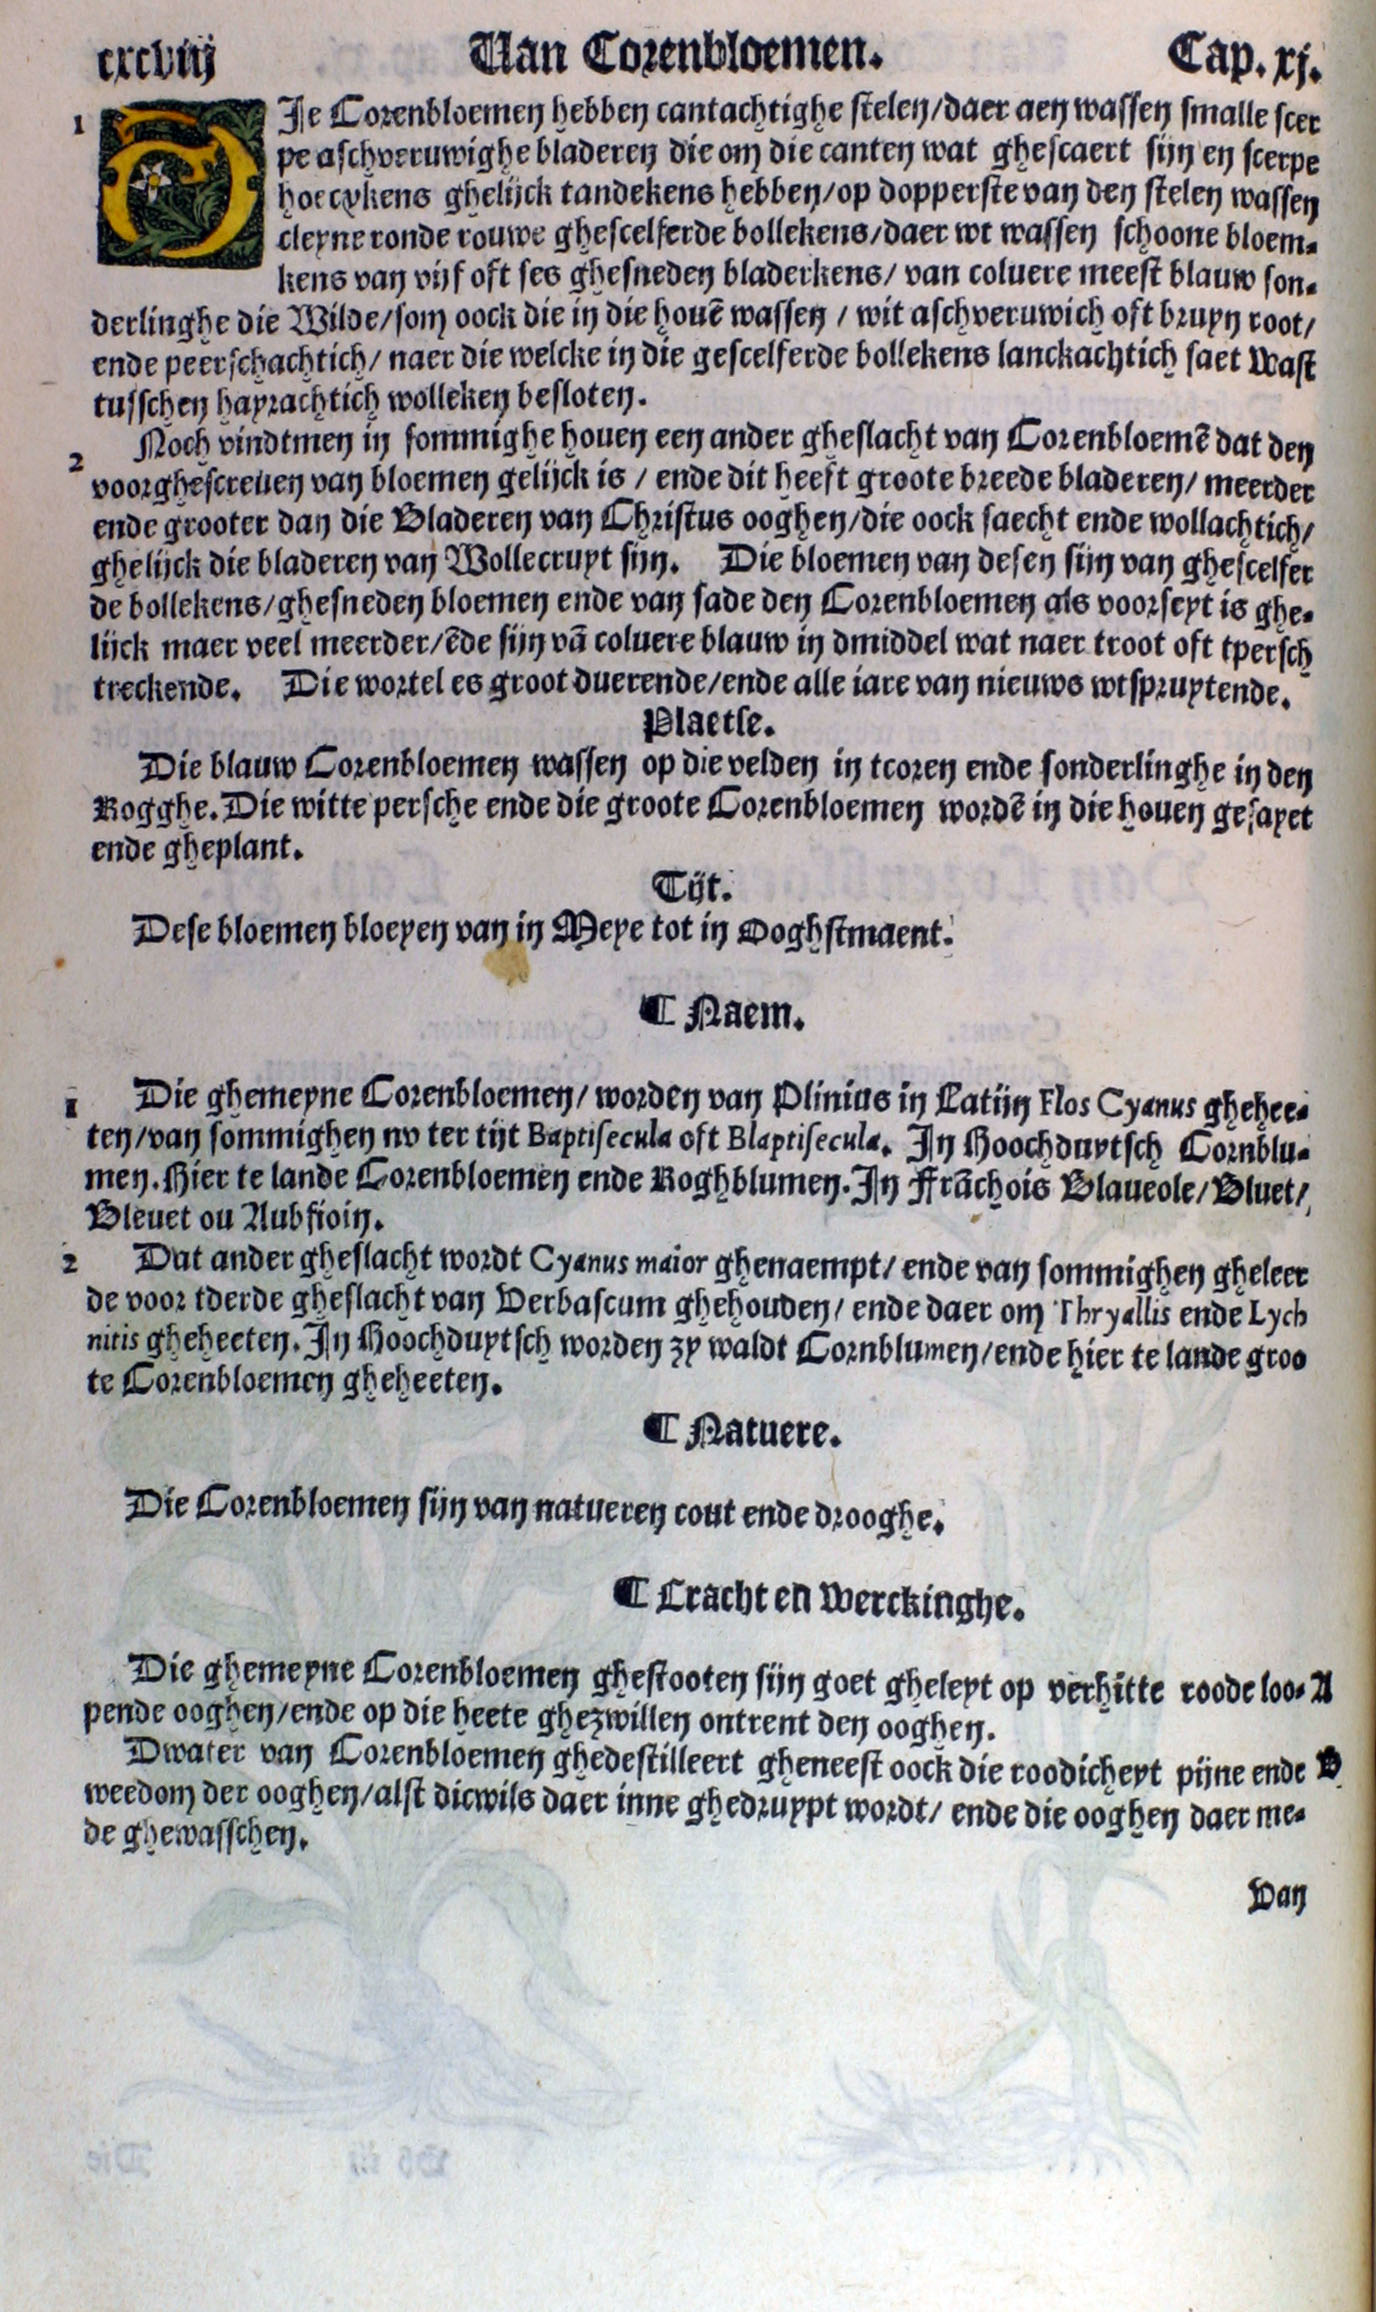 cxcviij Van Corenbloemen. Cap. xj.
1 DIe Corenbloemen hebben cantachtighe stelen/daer aen wassen smalle scer
pe aschveruwighe bladeren die om die canten wat ghescaert sijn en scerpe
hoecykens ghelijck tandekens hebben/op dopperste van den stelen wassen
cleyne ronde rouwe ghescelferde bollekens/daer wt wassen schoone bloem-
kens van vijf oft ses ghesneden bladerkens/ van coluere meest blauw son-
derlinghe die Wilde/som oock die in die houē wassen / wit aschveruwich oft bruyn root/
ende peerschachtich/ naer die welcke in die gescelferde bollekens lanckachtich saet Wast
tusschen hayrachtich wolleken besloten.
2 Noch vindtmen in sommighe houen een ander gheslacht van Corenbloemē dat den
voorghescreuen van bloemen gelijck is / ende dit heeft groote breede bladeren/ meerder
ende grooter dan die Bladeren van Christus ooghen/die oock saecht ende wollachtich/
ghelijck die bladeren van Wollecruyt sijn. Die bloemen van desen sijn van ghescelfer
de bollekens/ghesneden bloemen ende van sade den Corenbloemen als voorseyt is ghe-
lijck maer veel meerder/ēde sijn vā coluere blauw in dmiddel wat naer troot oft tpersch
treckende. Die wortel es groot duerende/ende alle iare van nieuws wtspruytende.
Plaetse.
Die blauw Corenbloemen wassen op die velden in tcoren ende sonderlinghe in den
Rogghe. Die witte persche ende die groote Corenbloemen wordē in die houen gesayet
ende gheplant.
Tijt.
Dese bloemen bloeyen van in Meye tot in Ooghstmaent.
¶ Naem.
1 Die ghemeyne Corenbloemen/ worden van Plinius in Latijn Flos Cyanus ghehee-
ten/van sommighen nv ter tijt Baptisecula oft Blaptisecula. In Hoochduytsch Cornblu-
men. Hier te lande Corenbloemen ende Roghblumen. In Frāchois Blaueole/Bluet/
Bleuet ou Aubfioin.
2 Dat ander gheslacht wordt Cyanus maior ghenaempt/ ende van sommighen gheleer
de voor tderde gheslacht van Verbascum ghehouden/ ende daer om Thryallis ende Lych
nitis gheheeten. In Hoochduytsch worden zy waldt Cornblumen/ende hier te lande groo
te Corenbloemen gheheeten.
¶ Natuere.
Die Corenbloemen sijn van natueren cout ende drooghe.
¶ Cracht en Werckinghe.
Die ghemeyne Corenbloemen ghestooten sijn goet gheleyt op verhitte roode loo- A
pende ooghen/ende op die heete ghezwillen ontrent den ooghen.
Dwater van Corenbloemen ghedestilleert gheneest oock die roodicheyt pijne ende B
weedom der ooghen/alst dicwils daer inne ghedruypt wordt/ ende die ooghen daer me-
de ghewasschen.
Van